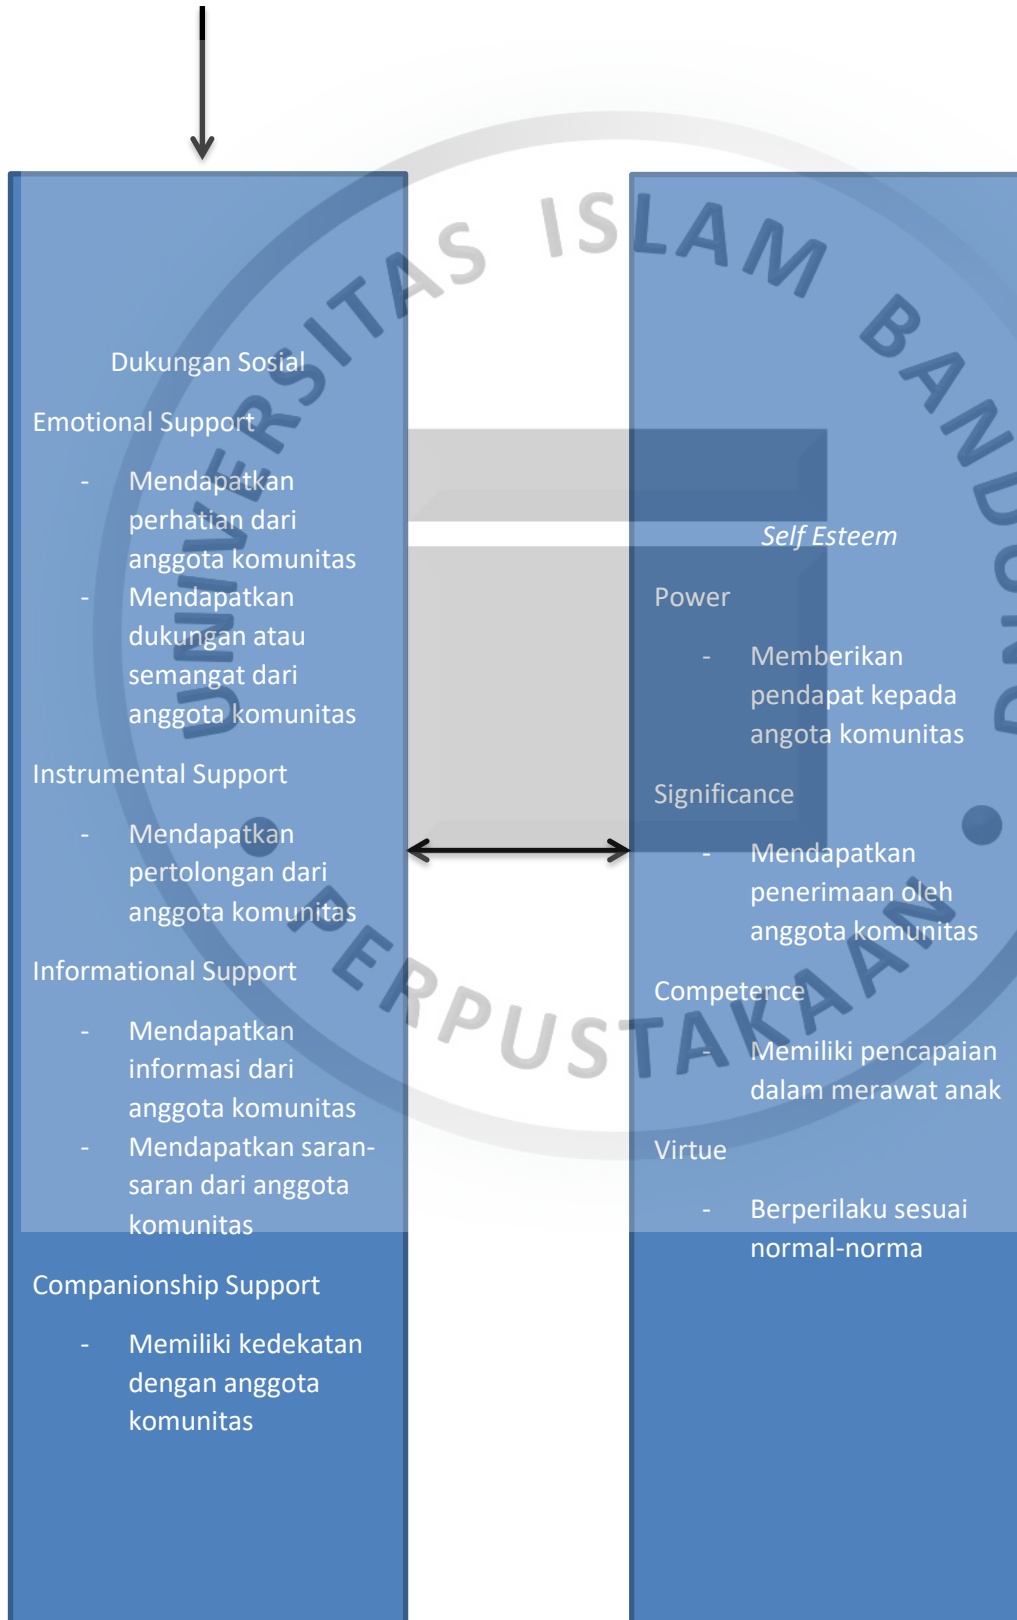 Dukungan Sosial
Emotional Support
- Mendapatkan
perhatian dari
anggota komunitas
- Mendapatkan
dukungan atau
semangat dari
anggota komunitas
Instrumental Support
- Mendapatkan
pertolongan dari
anggota komunitas
Informational Support
- Mendapatkan
informasi dari
anggota komunitas
- Mendapatkan saran-
saran dari anggota
komunitas
Companionship Support
- Memiliki kedekatan
dengan anggota
komunitas
Self Esteem
Power
- Memberikan
pendapat kepada
angota komunitas
Significance
- Mendapatkan
penerimaan oleh
anggota komunitas
Competence
- Memiliki pencapaian
dalam merawat anak
Virtue
- Berperilaku sesuai
normal-norma
UNIVERSITAS ISLAM BANDUNG
• PERPUSTAKAAN •